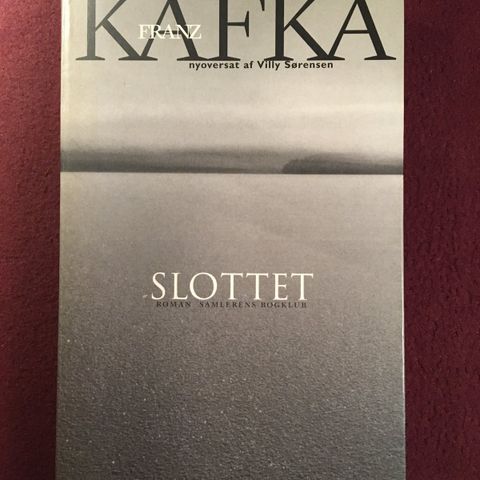 FRANZ
KAFKA
nyoversat af Villy Sørensen
SLOTTET
ROMAN SAMLERENS BOGKLUB